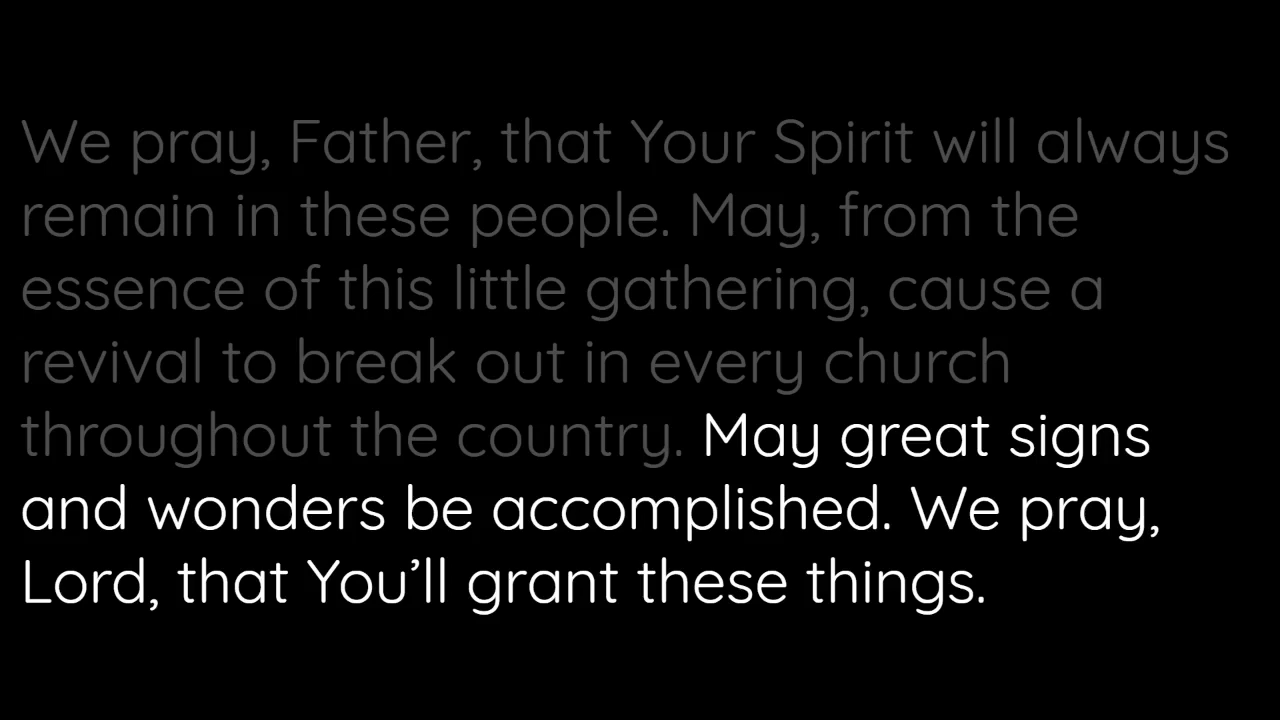 We pray, Father, that Your Spirit will always
remain in these people. May, from the
essence of this little gathering, cause a
revival to break out in every church
throughout the country. May great signs
and wonders be accomplished. We pray,
Lord, that You’ll grant these things.